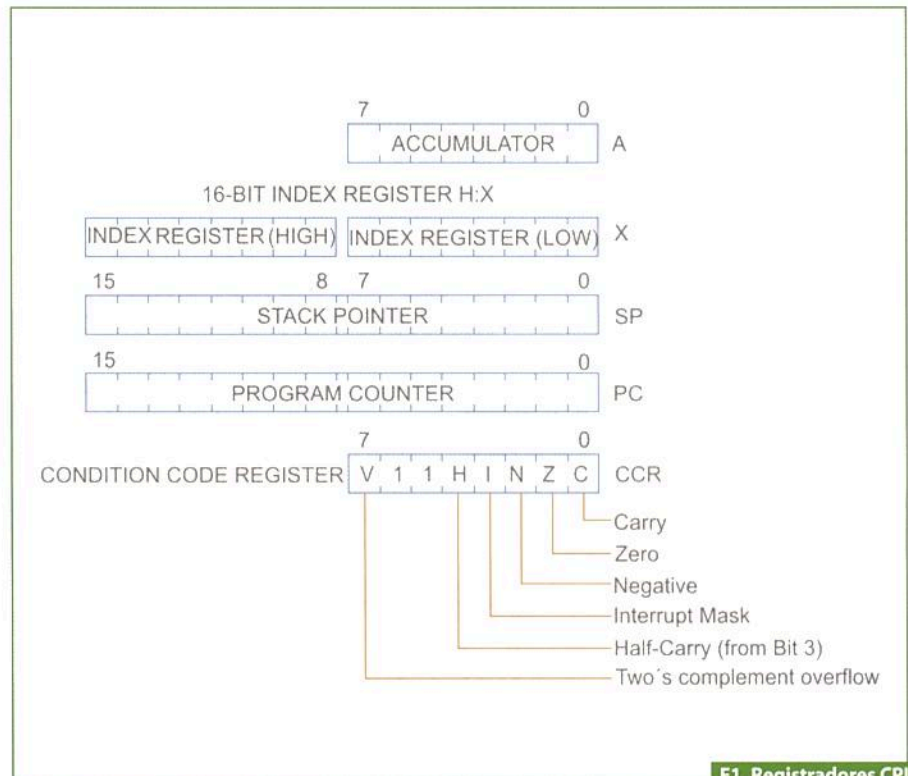 7 0
ACCUMULATOR A
16-BIT INDEX REGISTER H:X
INDEX REGISTER (HIGH) INDEX REGISTER (LOW) X
15 8 7 0
STACK POINTER SP
15 0
PROGRAM COUNTER PC
7 0
CONDITION CODE REGISTER V 1 1 H I N Z C CCR
Carry
Zero
Negative
Interrupt Mask
Half-Carry (from Bit 3)
Two´s complement overflow
F1. Registradores